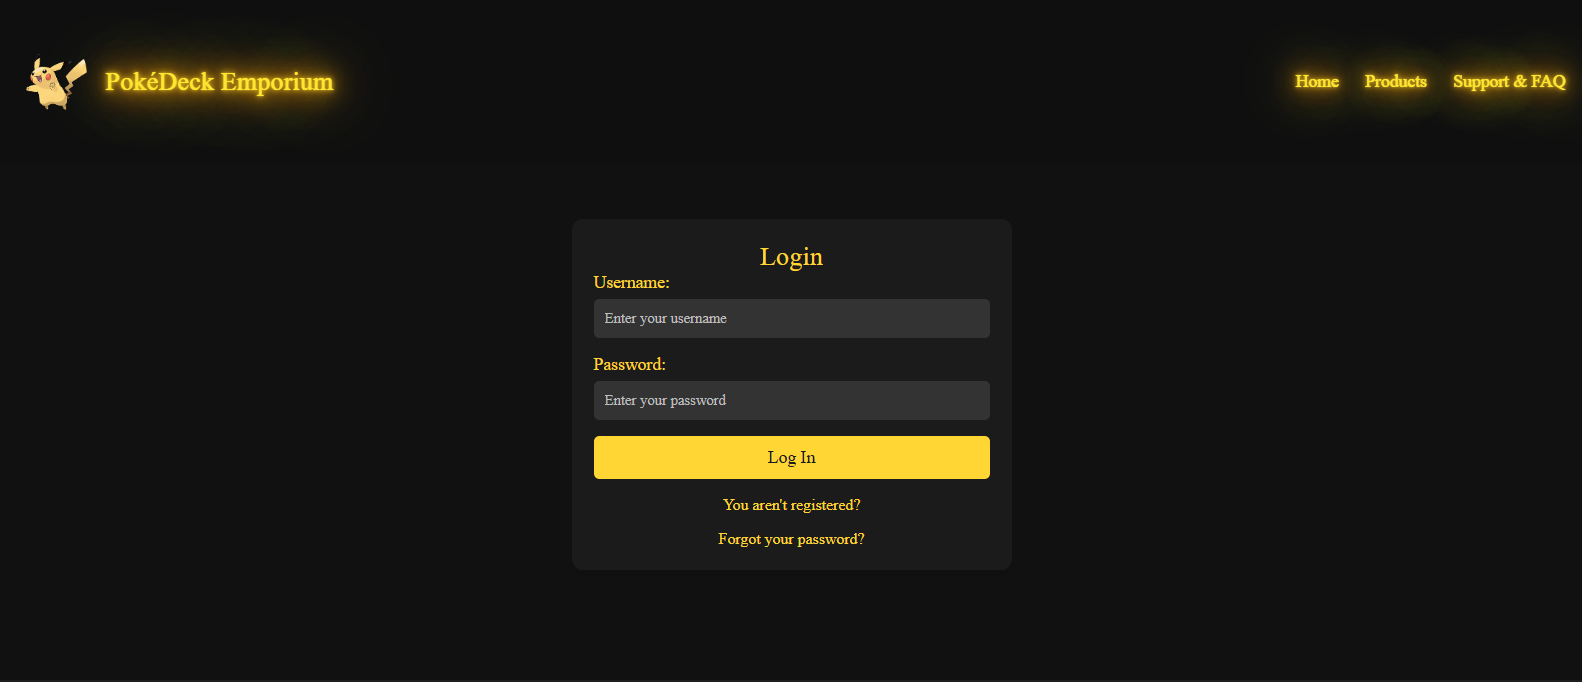 PokéDeck Emporium
Home Products Support & FAQ
Login
Username:
Enter your username
Password:
Enter your password
Log In
You aren't registered?
Forgot your password?